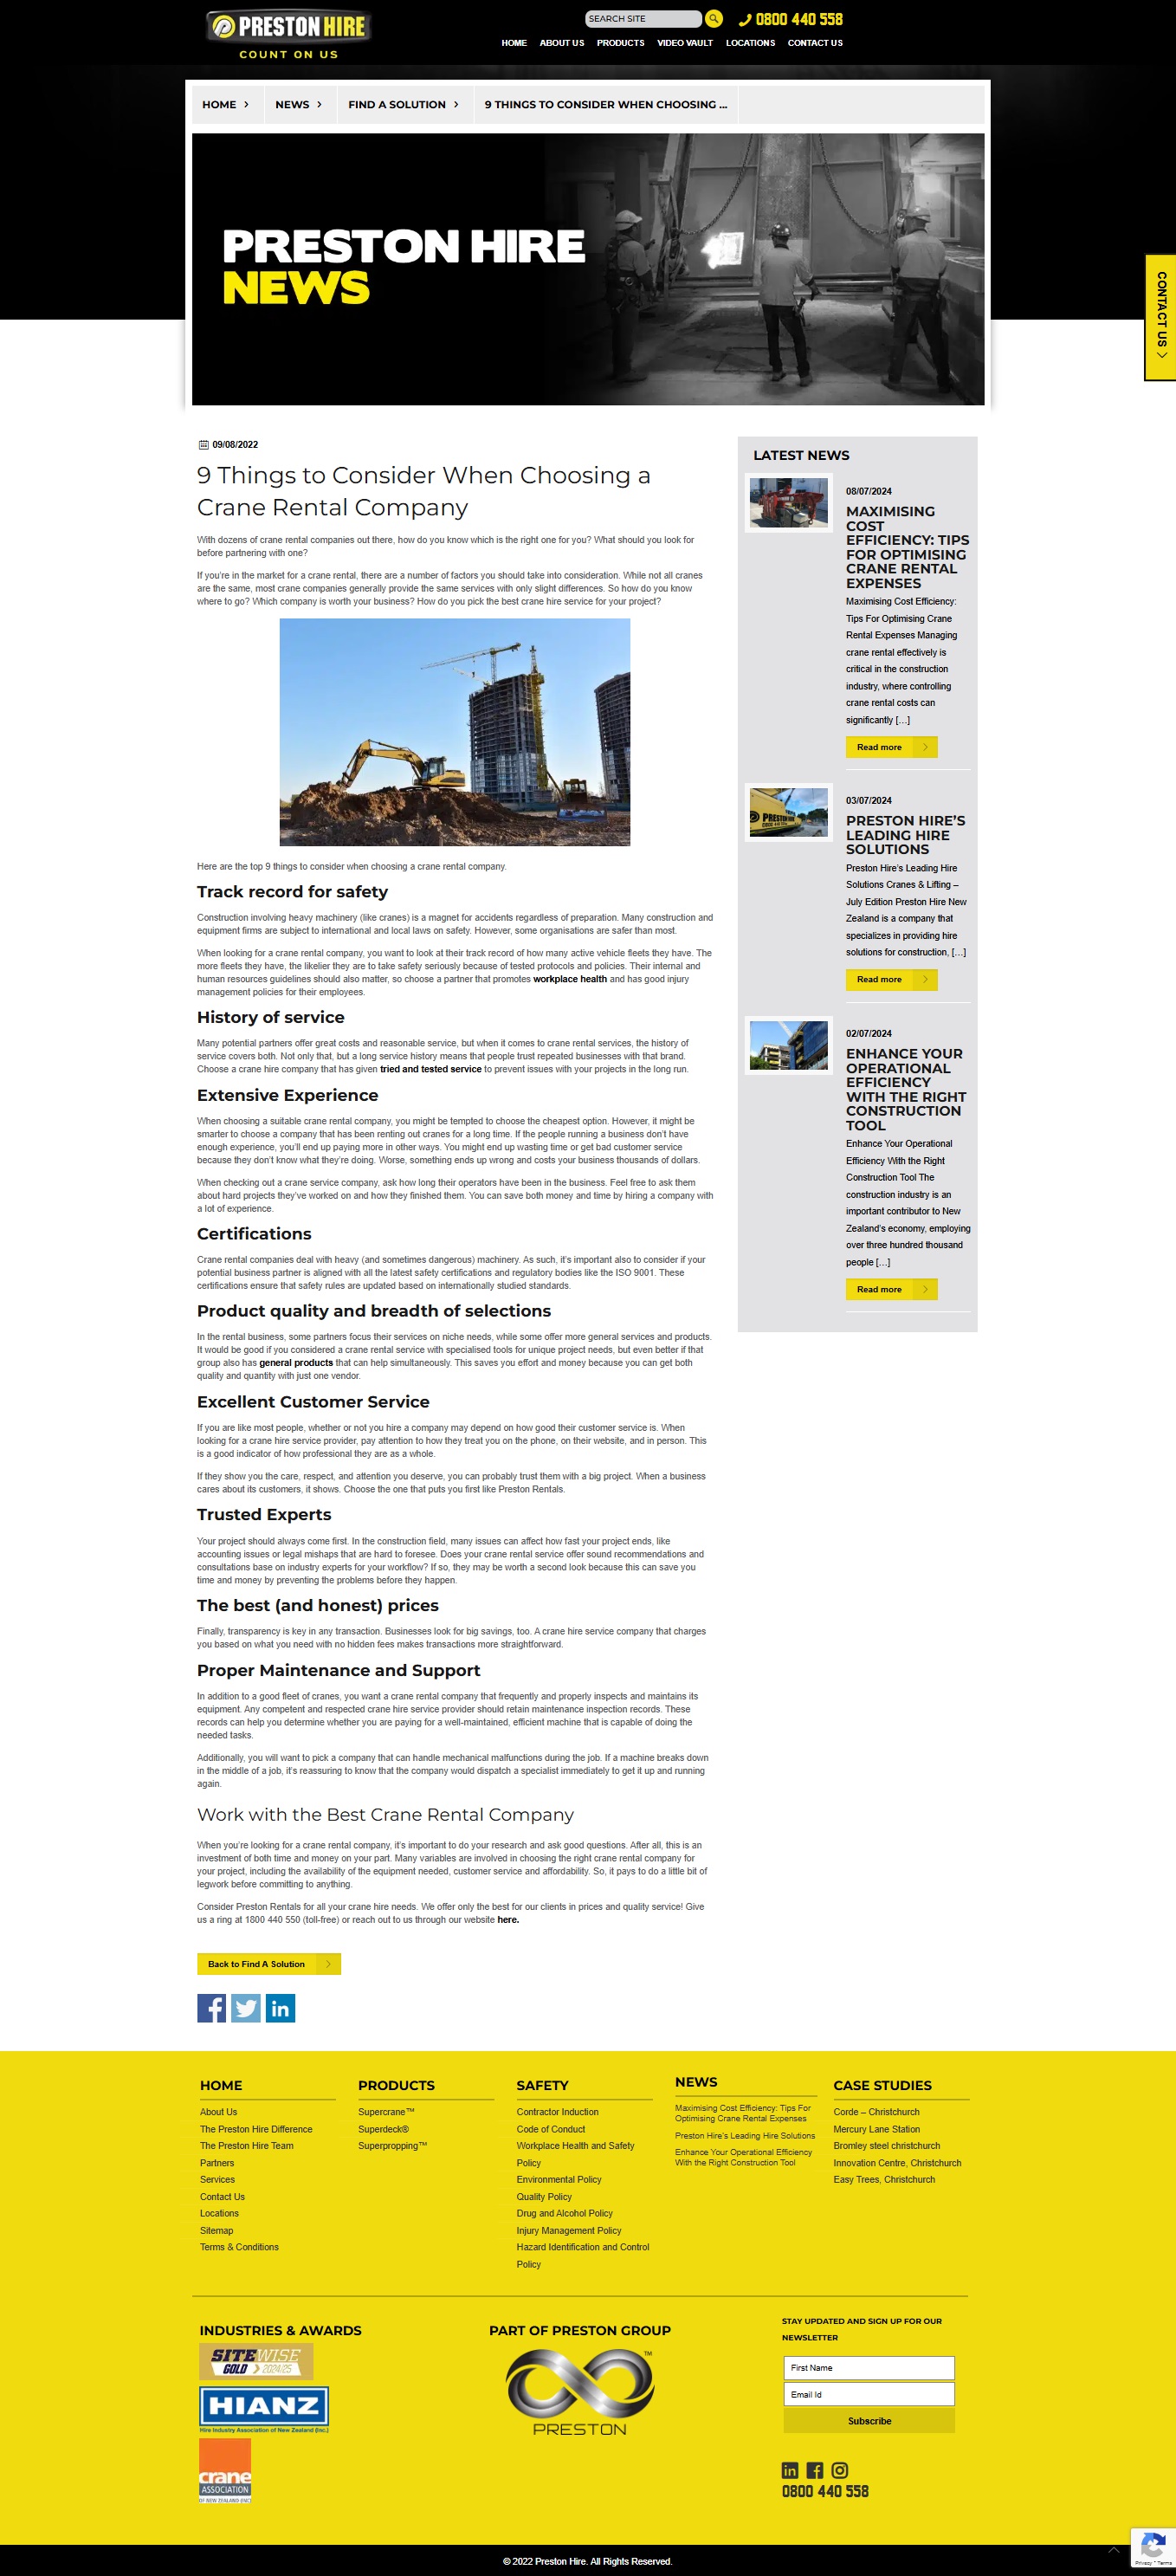 PRESTON HIRE
COUNT ON US
SEARCH SITE
0800 440 558
HOME ABOUT US PRODUCTS VIDEO VAULT LOCATIONS CONTACT US
HOME > NEWS > FIND A SOLUTION > 9 THINGS TO CONSIDER WHEN CHOOSING ...
PRESTON HIRE
NEWS
CONTACT US
09/08/2022
9 Things to Consider When Choosing a
Crane Rental Company
With dozens of crane rental companies out there, how do you know which is the right one for you? What should you look for
before partnering with one?
If you're in the market for a crane rental, there are a number of factors you should take into consideration. While not all cranes
are the same, most crane companies generally provide the same services with only slight differences. So how do you know
where to go? Which company is worth your business? How do you pick the best crane hire service for your project?
Here are the top 9 things to consider when choosing a crane rental company.
Track record for safety
Construction involving heavy machinery (like cranes) is a magnet for accidents regardless of preparation. Many construction and
equipment firms are subject to international and local laws on safety. However, some organisations are safer than most.
When looking for a crane rental company, you want to look at their track record of how many active vehicle fleets they have. The
more fleets they have, the likelier they are to take safety seriously because of tested protocols and policies. Their internal and
human resources guidelines should also matter, so choose a partner that promotes workplace health and has good injury
management policies for their employees.
History of service
Many potential partners offer great costs and reasonable service, but when it comes to crane rental services, the history of
service covers both. Not only that, but a long service history means that people trust repeated businesses with that brand.
Choose a crane hire company that has given tried and tested service to prevent issues with your projects in the long run.
Extensive Experience
When choosing a suitable crane rental company, you might be tempted to choose the cheapest option. However, it might be
smarter to choose a company that has been renting out cranes for a long time. If the people running a business don't have
enough experience, you'll end up paying more in other ways. You might end up wasting time or get bad customer service
because they don't know what they're doing. Worse, something ends up wrong and costs your business thousands of dollars.
When checking out a crane service company, ask how long their operators have been in the business. Feel free to ask them
about hard projects they've worked on and how they finished them. You can save both money and time by hiring a company with
a lot of experience.
Certifications
Crane rental companies deal with heavy (and sometimes dangerous) machinery. As such, it's important also to consider if your
potential business partner is aligned with all the latest safety certifications and regulatory bodies like the ISO 9001. These
certifications ensure that safety rules are updated based on internationally studied standards.
Product quality and breadth of selections
In the rental business, some partners focus their services on niche needs, while some offer more general services and products.
It would be good if you considered a crane rental service with specialised tools for unique project needs, but even better if that
group also has general products that can help simultaneously. This saves you effort and money because you can get both
quality and quantity with just one vendor.
Excellent Customer Service
If you are like most people, whether or not you hire a company may depend on how good their customer service is. When
looking for a crane hire service provider, pay attention to how they treat you on the phone, on their website, and in person. This
is a good indicator of how professional they are as a whole.
If they show you the care, respect, and attention you deserve, you can probably trust them with a big project. When a business
cares about its customers, it shows. Choose the one that puts you first like Preston Rentals.
Trusted Experts
Your project should always come first. In the construction field, many issues can affect how fast your project ends, like
accounting issues or legal mishaps that are hard to foresee. Does your crane rental service offer sound recommendations and
consultations base on industry experts for your workflow? If so, they may be worth a second look because this can save you
time and money by preventing the problems before they happen.
The best (and honest) prices
Finally, transparency is key in any transaction. Businesses look for big savings, too. A crane hire service company that charges
you based on what you need with no hidden fees makes transactions more straightforward.
Proper Maintenance and Support
In addition to a good fleet of cranes, you want a crane rental company that frequently and properly inspects and maintains its
equipment. Any competent and respected crane hire service provider should retain maintenance inspection records. These
records can help you determine whether you are paying for a well-maintained, efficient machine that is capable of doing the
needed tasks.
Additionally, you will want to pick a company that can handle mechanical malfunctions during the job. If a machine breaks down
in the middle of a job, it's reassuring to know that the company would dispatch a specialist immediately to get it up and running
again.
Work with the Best Crane Rental Company
When you're looking for a crane rental company, it's important to do your research and ask good questions. After all, this is an
investment of both time and money on your part. Many variables are involved in choosing the right crane rental company for
your project, including the availability of the equipment needed, customer service and affordability. So, it pays to do a little bit of
legwork before committing to anything.
Consider Preston Rentals for all your crane hire needs. We offer only the best for our clients in prices and quality service! Give
us a ring at 1800 440 550 (toll-free) or reach out to us through our website here.
Back to Find A Solution
LATEST NEWS
08/07/2024
MAXIMISING
COST
EFFICIENCY: TIPS
FOR OPTIMISING
CRANE RENTAL
EXPENSES
Maximising Cost Efficiency:
Tips For Optimising Crane
Rental Expenses Managing
crane rental effectively is
critical in the construction
industry, where controlling
crane rental costs can
significantly [...]
Read more
03/07/2024
PRESTON HIRE'S
LEADING HIRE
SOLUTIONS
Preston Hire's Leading Hire
Solutions Cranes & Lifting –
July Edition Preston Hire New
Zealand is a company that
specializes in providing hire
solutions for construction, [...]
Read more
02/07/2024
ENHANCE YOUR
OPERATIONAL
EFFICIENCY
WITH THE RIGHT
CONSTRUCTION
TOOL
Enhance Your Operational
Efficiency With the Right
Construction Tool The
construction industry is an
important contributor to New
Zealand's economy, employing
over three hundred thousand
people [...]
Read more
HOME
About Us
The Preston Hire Difference
The Preston Hire Team
Partners
Services
Contact Us
Locations
Sitemap
Terms & Conditions
PRODUCTS
Supercrane™
Superdeck®
Superpropping™
SAFETY
Contractor Induction
Code of Conduct
Workplace Health and Safety
Policy
Environmental Policy
Quality Policy
Drug and Alcohol Policy
Injury Management Policy
Hazard Identification and Control
Policy
NEWS
Maximising Cost Efficiency: Tips For
Optimising Crane Rental Expenses
Preston Hire's Leading Hire Solutions
Enhance Your Operational Efficiency
With the Right Construction Tool
CASE STUDIES
Corde – Christchurch
Mercury Lane Station
Bromley steel christchurch
Innovation Centre, Christchurch
Easy Trees, Christchurch
INDUSTRIES & AWARDS
SITEWISE
GOLD > 2024/25
HIANZ
Hire Industry Association of New Zealand (Inc.)
crane
ASSOCIATION
OF NEW ZEALAND (INC)
PART OF PRESTON GROUP
PRESTON
™
STAY UPDATED AND SIGN UP FOR OUR
NEWSLETTER
First Name
Email Id
Subscribe
0800 440 558
© 2022 Preston Hire. All Rights Reserved.
Privacy - Terms